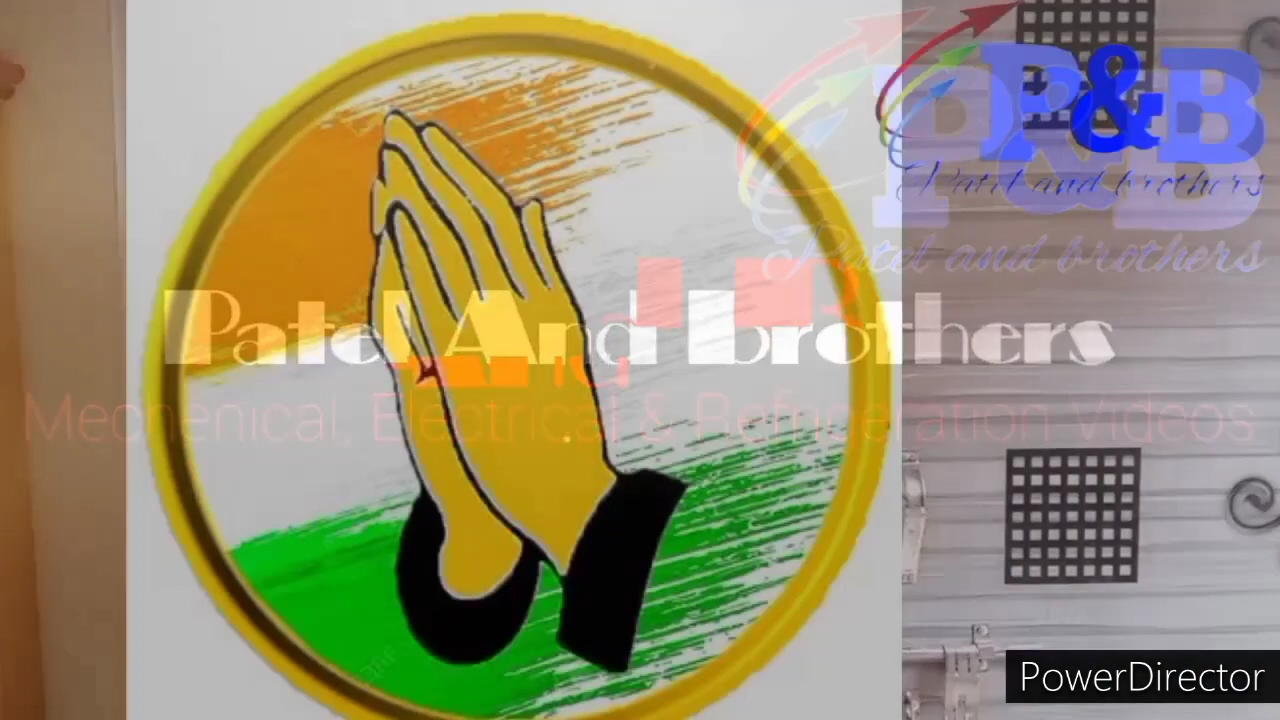 P&B
Patel and brothers
P&B
Patel and brothers
Patel And brothers
Mechenical, Electrical & Refrigeration Videos
PowerDirector